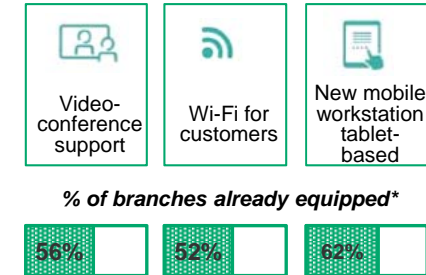 Video-
conference
support
Wi-Fi for
customers
New mobile
workstation
tablet-
based
% of branches already equipped*
56%
52%
62%